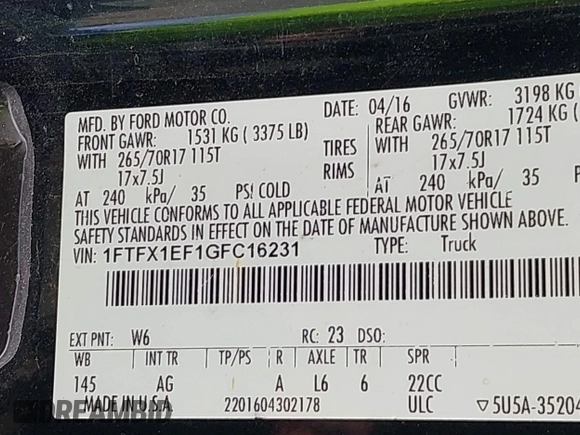 MFD. BY FORD MOTOR CO.
DATE: 04/16 GVWR: 3198 KG
FRONT GAWR: 1531 KG ( 3375 LB) REAR GAWR: 1724 KG (
WITH 265/70R17 115T TIRES WITH 265/70R17 115T
17x7.5J RIMS 17x7.5J
AT 240 kPa/ 35 PSI COLD AT 240 kPa/ 35
THIS VEHICLE CONFORMS TO ALL APPLICABLE FEDERAL MOTOR VEHICLE
SAFETY STANDARDS IN EFFECT ON THE DATE OF MANUFACTURE SHOWN ABOVE.
VIN: 1FTFX1EF1GFC16231 TYPE: Truck
EXT PNT: W6 RC: 23 DSO:
WB INT TR TP/PS R AXLE TR SPR
145 AG A L6 6 22CC
MADE IN U.S.A. 2201604302178 ULC ▽5U5A-35204
DREAMBID